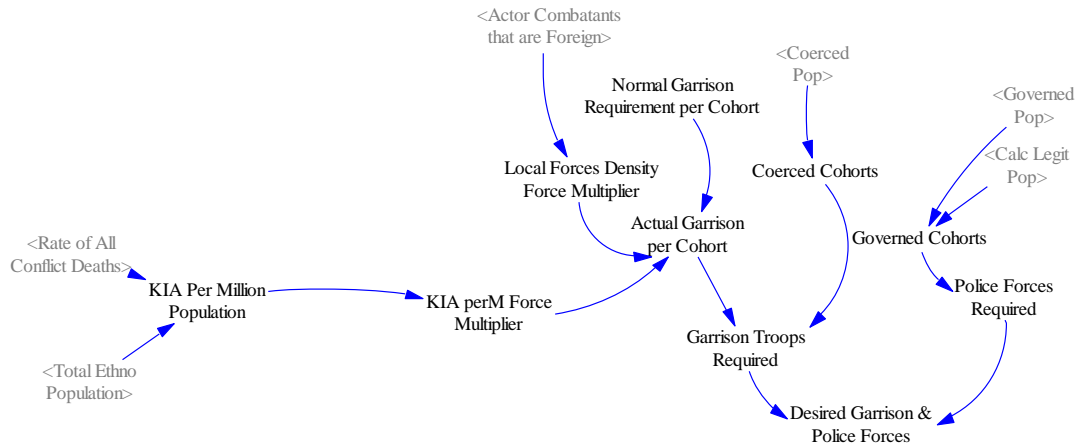 <Actor Combatants
that are Foreign>
<Coerced
Pop>
Normal Garrison
Requirement per Cohort
<Governed
Pop>
<Calc Legit
Pop>
Local Forces Density
Force Multiplier
Coerced Cohorts
Actual Garrison
per Cohort
Governed Cohorts
<Rate of All
Conflict Deaths>
KIA Per Million
Population
KIA perM Force
Multiplier
Police Forces
Required
Garrison Troops
Required
<Total Ethno
Population>
Desired Garrison &
Police Forces